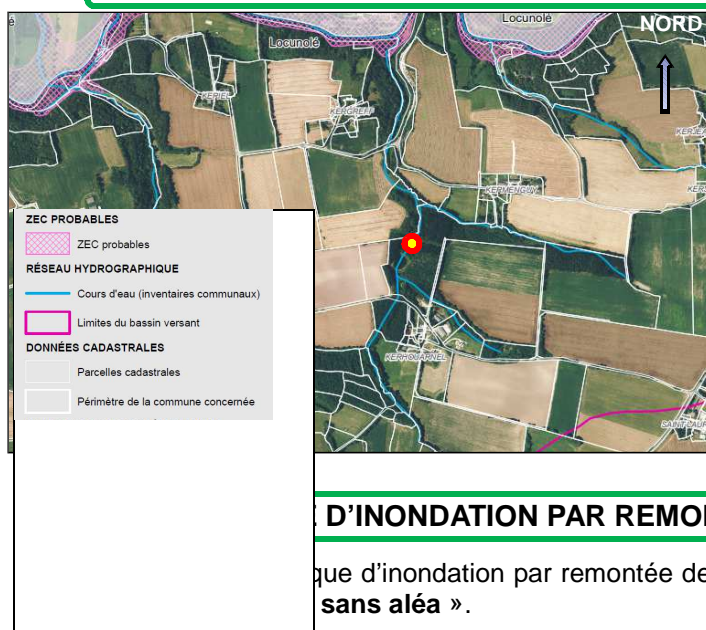 Locunolé
NORD
Locunolé
KERIEL
KERGREFF
KERMENGUY
ZEC PROBABLES
ZEC probables
RÉSEAU HYDROGRAPHIQUE
Cours d'eau (inventaires communaux)
Limites du bassin versant
DONNÉES CADASTRALES
Parcelles cadastrales
Périmètre de la commune concernée
KERHOUARNEL
D'INONDATION PAR REMO
que d'inondation par remontée de
sans aléa ».